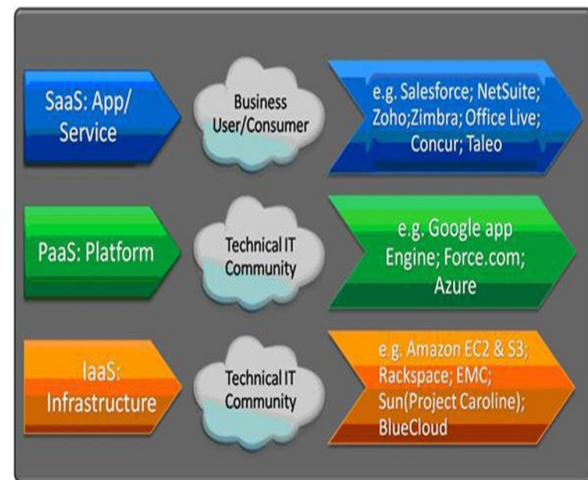 SaaS: App/
Service
Business
User/Consumer
e.g. Salesforce; NetSuite;
Zoho;Zimbra; Office Live;
Concur; Taleo
PaaS: Platform
Technical IT
Community
e.g. Google app
Engine; Force.com;
Azure
IaaS:
Infrastructure
Technical IT
Community
e.g. Amazon EC2 & S3;
Rackspace; EMC;
Sun(Project Caroline);
BlueCloud